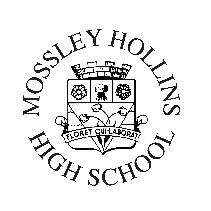 MOSSLEY HOLLINS
FLORET QUI LABORAT
HIGH SCHOOL